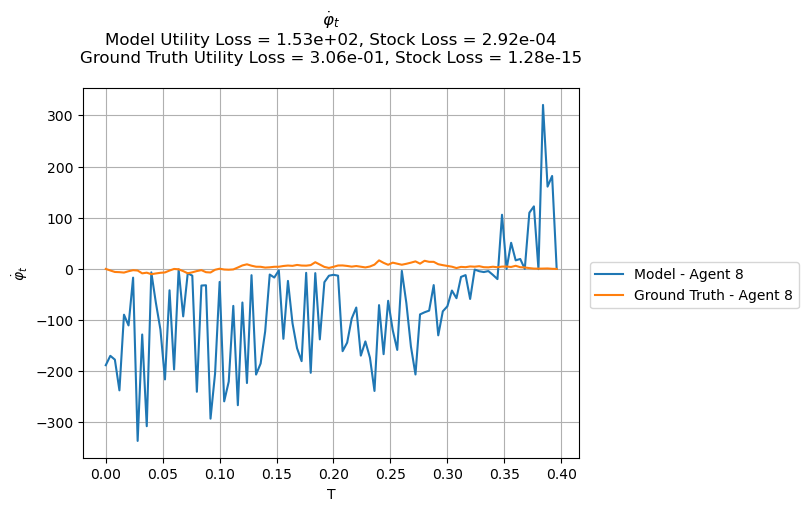 φ̇ₜ
Model Utility Loss = 1.53e+02, Stock Loss = 2.92e-04
Ground Truth Utility Loss = 3.06e-01, Stock Loss = 1.28e-15
300
200
100
0
−100
−200
−300
φ̇ₜ
0.00 0.05 0.10 0.15 0.20 0.25 0.30 0.35 0.40
T
Model - Agent 8
Ground Truth - Agent 8